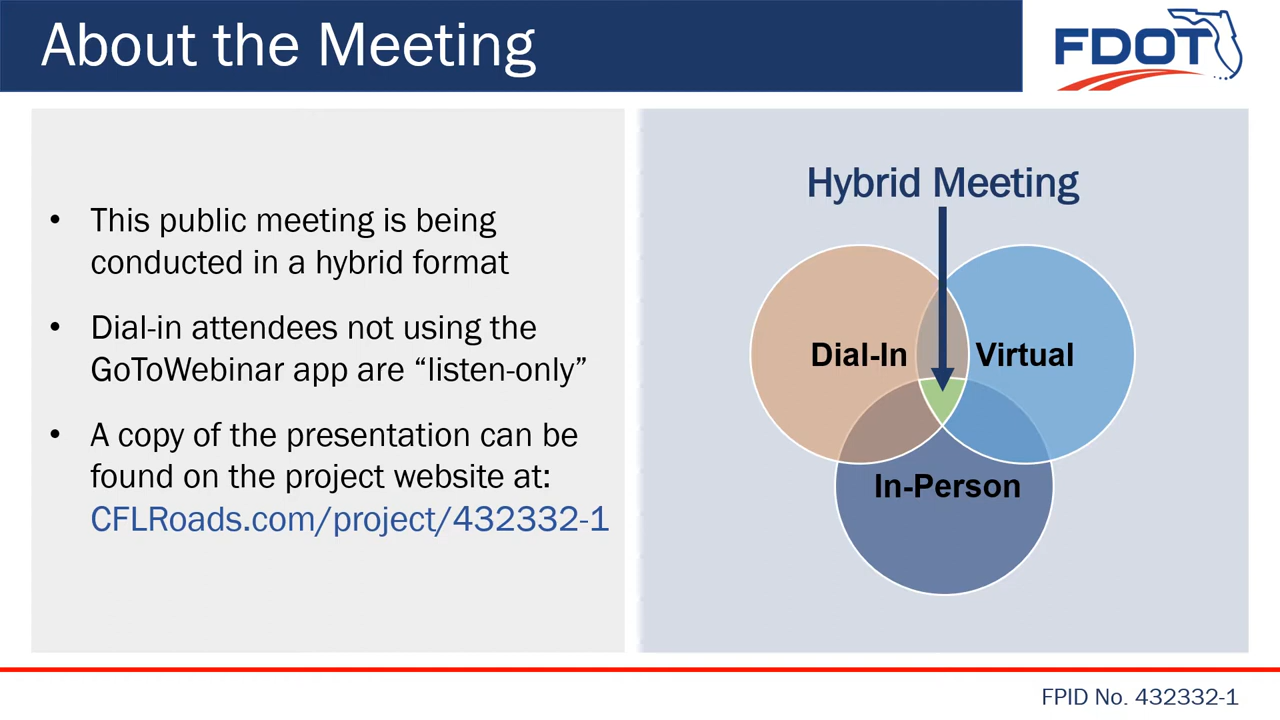 About the Meeting
FDOT
• This public meeting is being
conducted in a hybrid format
• Dial-in attendees not using the
GoToWebinar app are “listen-only”
• A copy of the presentation can be
found on the project website at:
CFLRoads.com/project/432332-1
Hybrid Meeting
Dial-In
Virtual
In-Person
FPID No. 432332-1